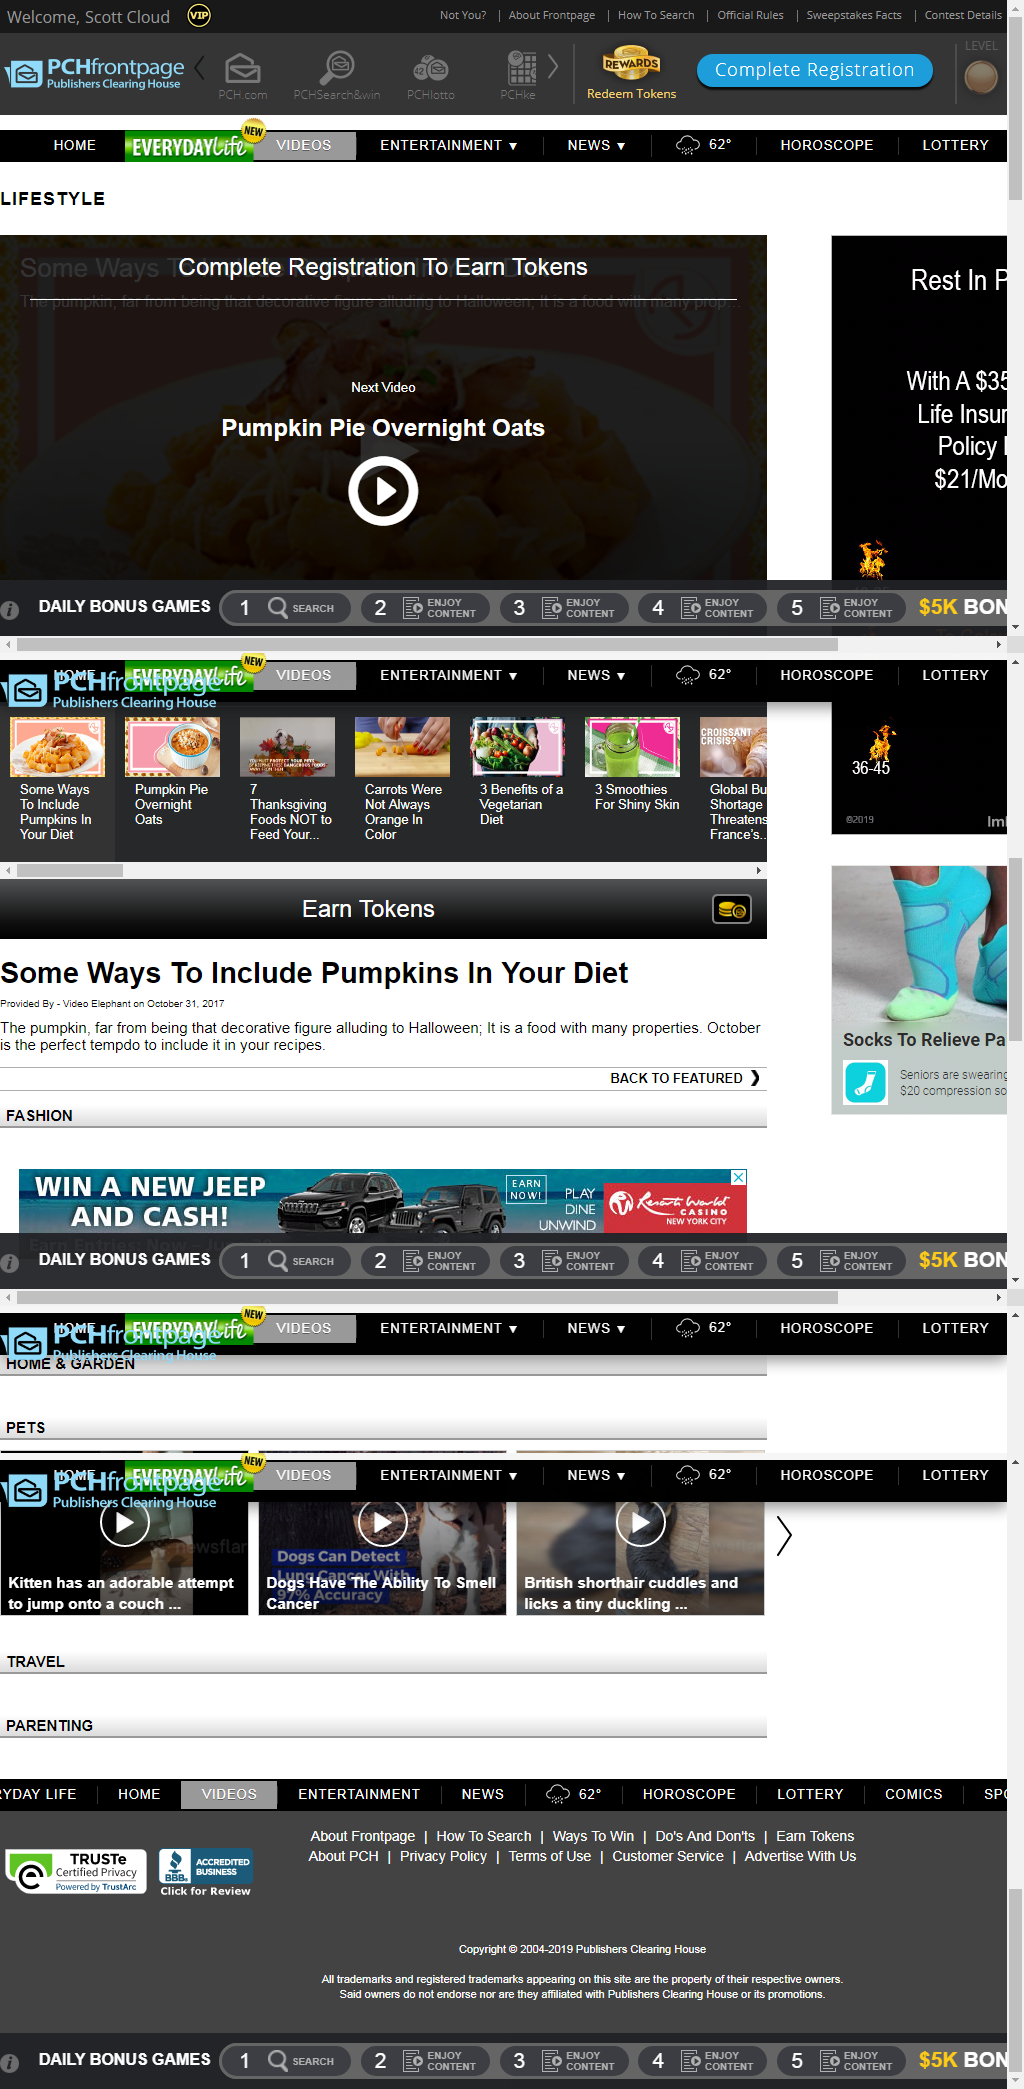 Welcome, Scott Cloud VIP
Not You? | About Frontpage | How To Search | Official Rules | Sweepstakes Facts | Contest Details
PCHfrontpage
Publishers Clearing House
PCH.com
PCHSearch&win
PCHlotto
PCHke
REWARDS
Redeem Tokens
Complete Registration
LEVEL
HOME EVERYDAY Life NEW VIDEOS ENTERTAINMENT ▼ NEWS ▼ 62° HOROSCOPE LOTTERY
LIFESTYLE
Complete Registration To Earn Tokens
The pumpkin, far from being that decorative figure alluding to Halloween; It is a food with many prop...
Next Video
Pumpkin Pie Overnight Oats
Rest In P
With A $35
Life Insur
Policy
$21/Mo
DAILY BONUS GAMES 1 SEARCH 2 ENJOY CONTENT 3 ENJOY CONTENT 4 ENJOY CONTENT 5 ENJOY CONTENT $5K BON
HOME EVERYDAY Life NEW VIDEOS ENTERTAINMENT ▼ NEWS ▼ 62° HOROSCOPE LOTTERY
PCHfrontpage
Publishers Clearing House
Some Ways To Include Pumpkins In Your Diet
Pumpkin Pie Overnight Oats
7 Thanksgiving Foods NOT to Feed Your...
Carrots Were Not Always Orange In Color
3 Benefits of a Vegetarian Diet
3 Smoothies For Shiny Skin
CROISSANT CRISIS?
Global Bu Shortage Threatens France's..
36-45
©2019
Earn Tokens
Some Ways To Include Pumpkins In Your Diet
Provided By - Video Elephant on October 31, 2017
The pumpkin, far from being that decorative figure alluding to Halloween; It is a food with many properties. October
is the perfect tempdo to include it in your recipes.
BACK TO FEATURED ❯
Socks To Relieve Pa
Seniors are swearing
$20 compression so
FASHION
WIN A NEW JEEP
AND CASH!
EARN NOW!
PLAY
DINE
UNWIND
Resorts World
CASINO
NEW YORK CITY
DAILY BONUS GAMES 1 SEARCH 2 ENJOY CONTENT 3 ENJOY CONTENT 4 ENJOY CONTENT 5 ENJOY CONTENT $5K BON
HOME EVERYDAY Life NEW VIDEOS ENTERTAINMENT ▼ NEWS ▼ 62° HOROSCOPE LOTTERY
PCHfrontpage
Publishers Clearing House
HOME & GARDEN
PETS
HOME EVERYDAY Life NEW VIDEOS ENTERTAINMENT ▼ NEWS ▼ 62° HOROSCOPE LOTTERY
PCHfrontpage
Publishers Clearing House
newsflar
Dogs Can Detect
Lung Cancer With
97% Accuracy
Kitten has an adorable attempt
to jump onto a couch ...
Dogs Have The Ability To Smell
Cancer
British shorthair cuddles and
licks a tiny duckling ...
TRAVEL
PARENTING
RYDAY LIFE HOME VIDEOS ENTERTAINMENT NEWS 62° HOROSCOPE LOTTERY COMICS SPO
About Frontpage | How To Search | Ways To Win | Do's And Don'ts | Earn Tokens
About PCH | Privacy Policy | Terms of Use | Customer Service | Advertise With Us
TRUSTe
Certified Privacy
Powered by TrustArc
BBB
ACCREDITED
BUSINESS
Click for Review
Copyright © 2004-2019 Publishers Clearing House
All trademarks and registered trademarks appearing on this site are the property of their respective owners.
Said owners do not endorse nor are they affiliated with Publishers Clearing House or its promotions.
DAILY BONUS GAMES 1 SEARCH 2 ENJOY CONTENT 3 ENJOY CONTENT 4 ENJOY CONTENT 5 ENJOY CONTENT $5K BON